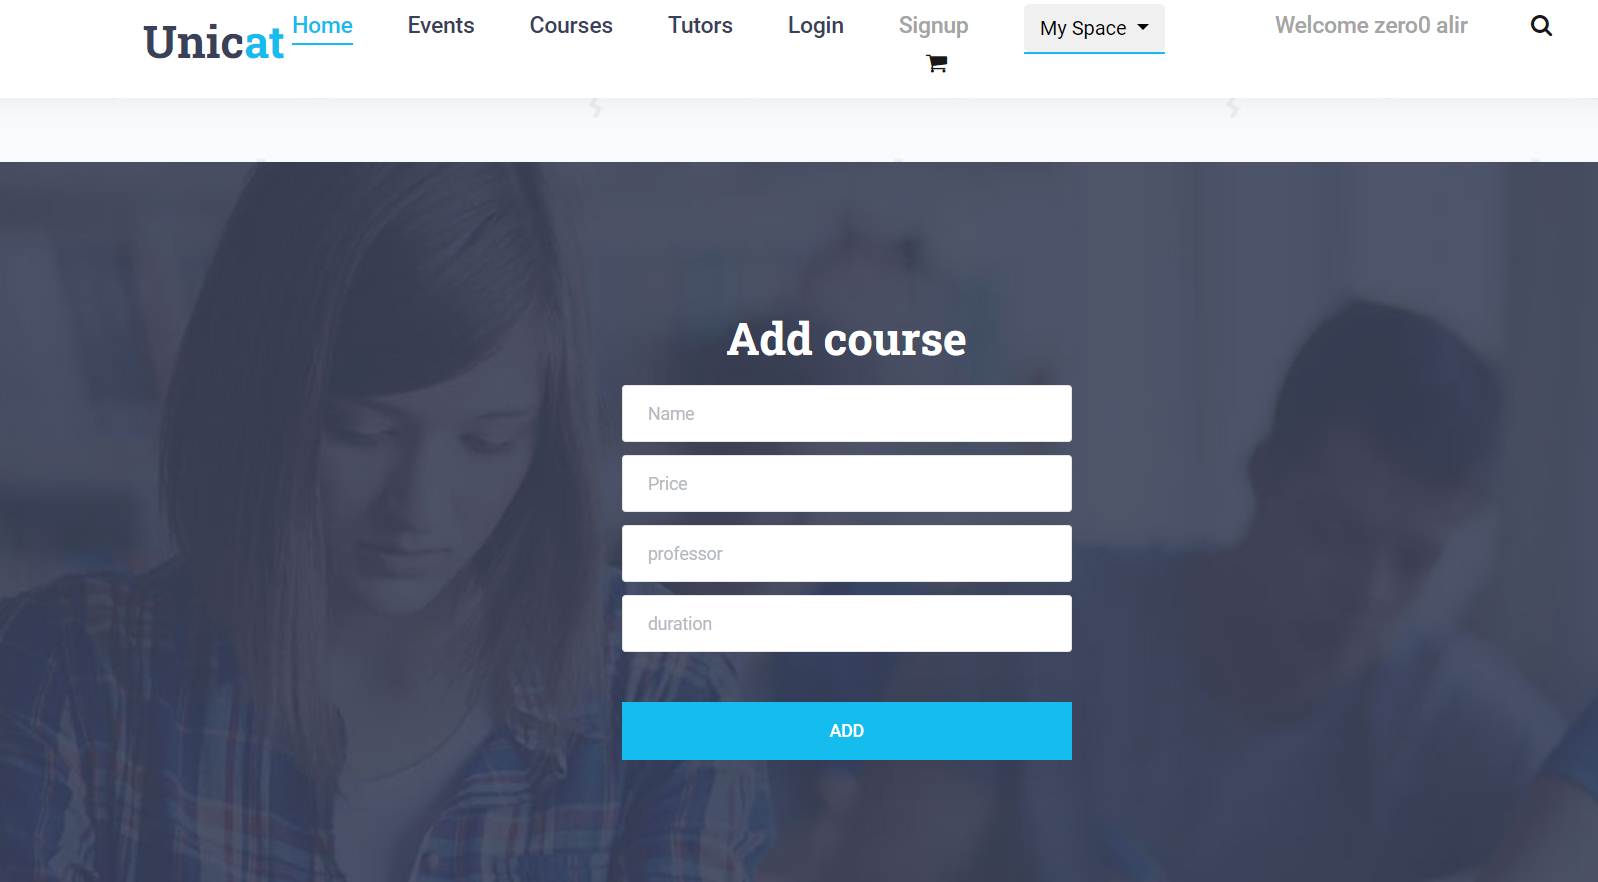 Unicat
Home Events Courses Tutors Login Signup My Space Welcome zero0 alir
Add course
Name
Price
professor
duration
ADD